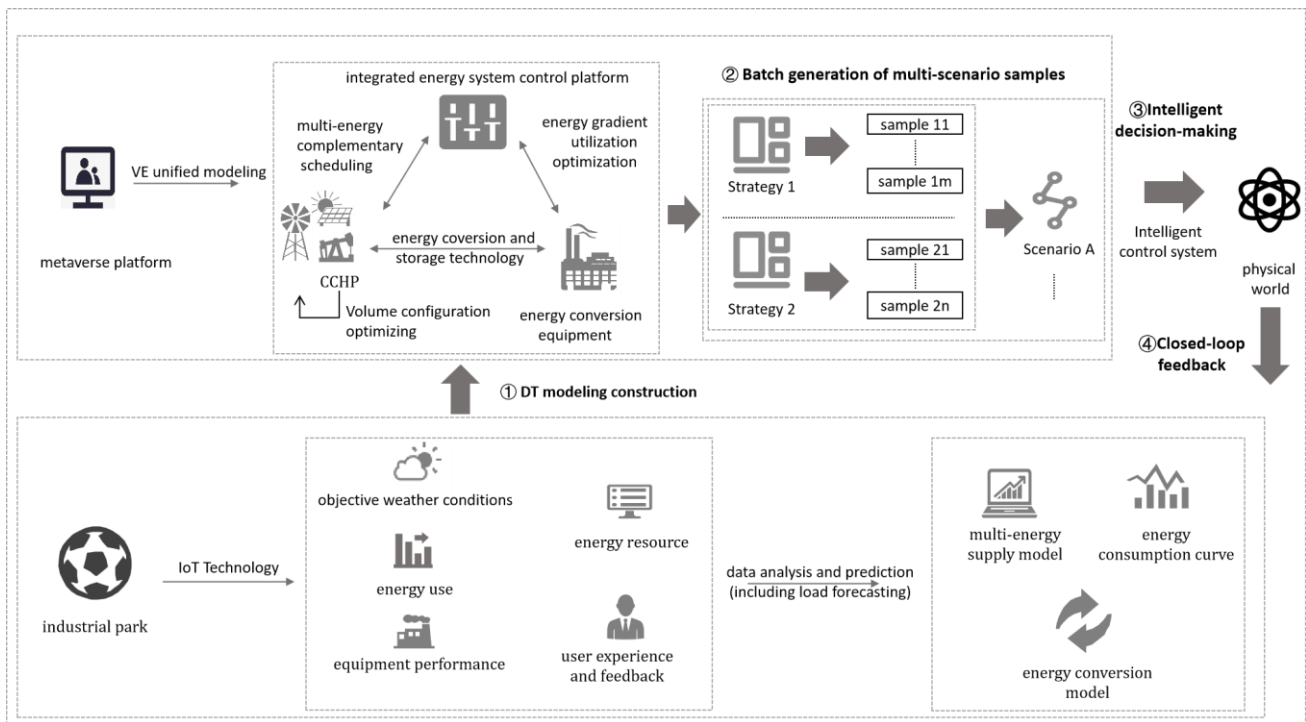 integrated energy system control platform
multi-energy
complementary
scheduling
energy gradient
utilization
optimization
VE unified modeling
metaverse platform
energy coversion and
storage technology
CCHP
Volume configuration
optimizing
energy conversion
equipment
② Batch generation of multi-scenario samples
Strategy 1
sample 11
sample 1m
Strategy 2
sample 21
sample 2n
Scenario A
③Intelligent
decision-making
Intelligent
control system
physical
world
④Closed-loop
feedback
① DT modeling construction
industrial park
IoT Technology
objective weather conditions
energy use
equipment performance
energy resource
user experience
and feedback
data analysis and prediction
(including load forecasting)
multi-energy
supply model
energy
consumption curve
energy conversion
model